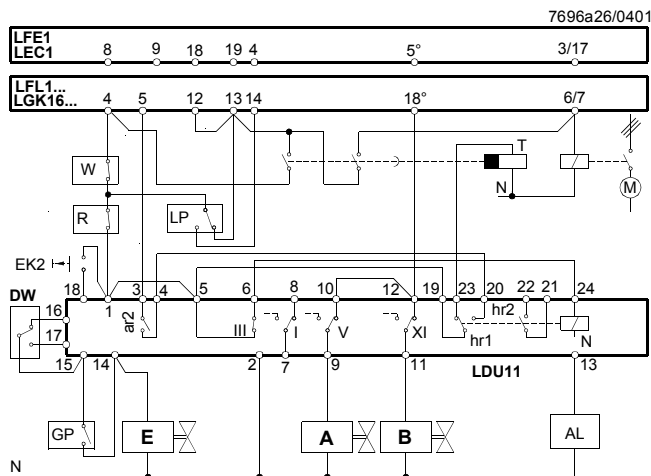 7696a26/0401
LFE1
LEC1
8 9 18 19 4 5° 3/17
LFL1...
LGK16...
4 5 12 13 14 18° 6/7
T
W
N
M
R
LP
EK2
18 1 3 4 5 6 8 10 12 19 23 20 22 21 24
DW
16
17
ar2
III
I
V
XI
hr1
hr2
N
15 14 2 7 9 11 LDU11 13
GP
E
A
B
AL
N